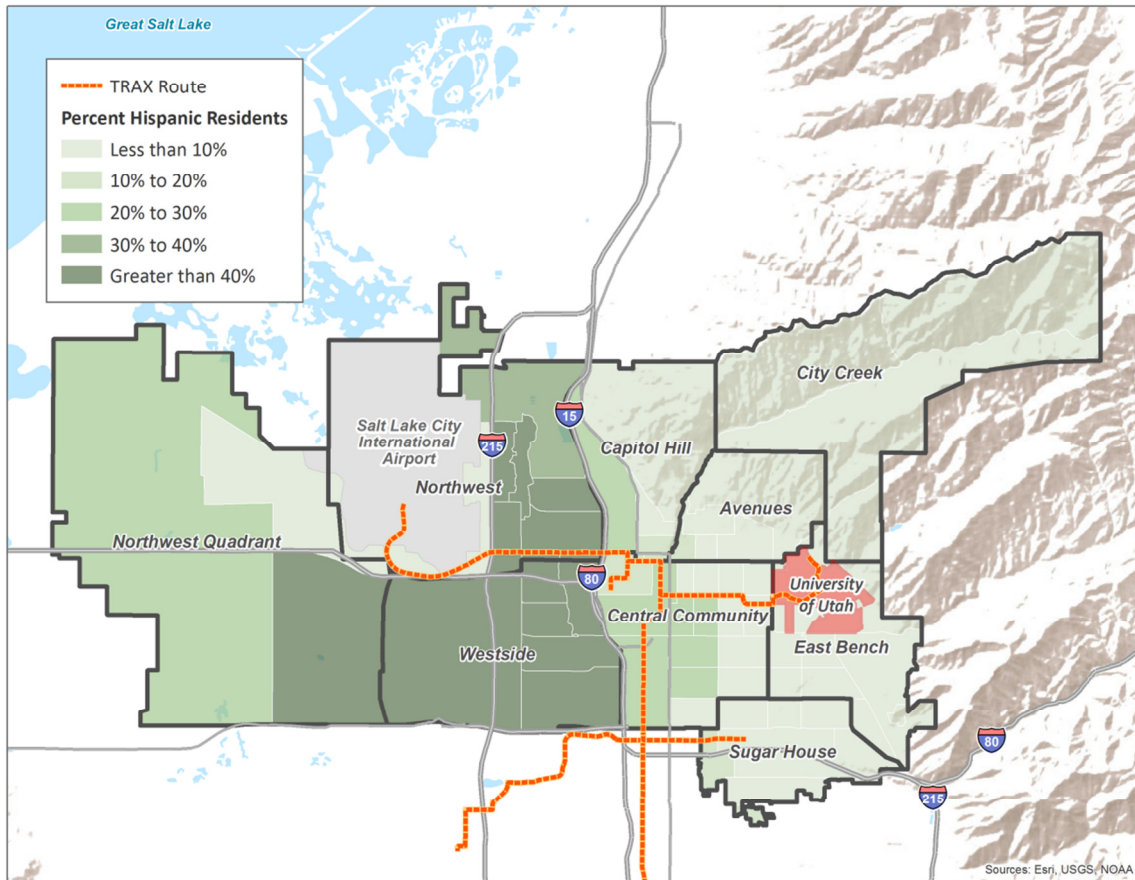 Great Salt Lake
TRAX Route
Percent Hispanic Residents
Less than 10%
10% to 20%
20% to 30%
30% to 40%
Greater than 40%
City Creek
15
Salt Lake City
International
Airport
215
Capitol Hill
Northwest
Avenues
Northwest Quadrant
80
University
of Utah
Central Community
East Bench
Westside
80
Sugar House
215
Sources: Esri, USGS, NOAA